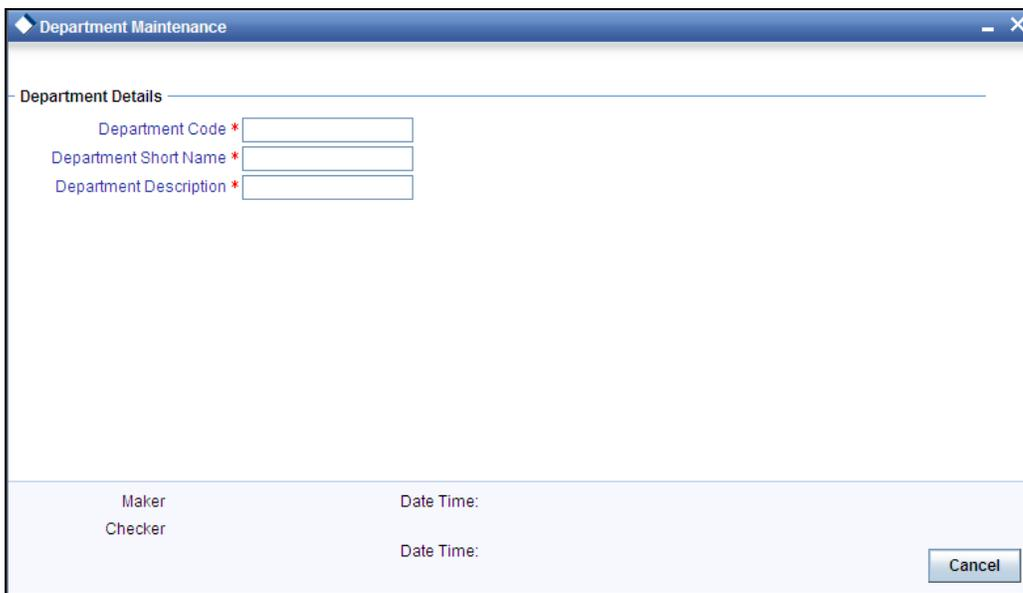 Department Maintenance
Department Details
Department Code *
Department Short Name *
Department Description *
Maker Date Time:
Checker
Date Time:
Cancel